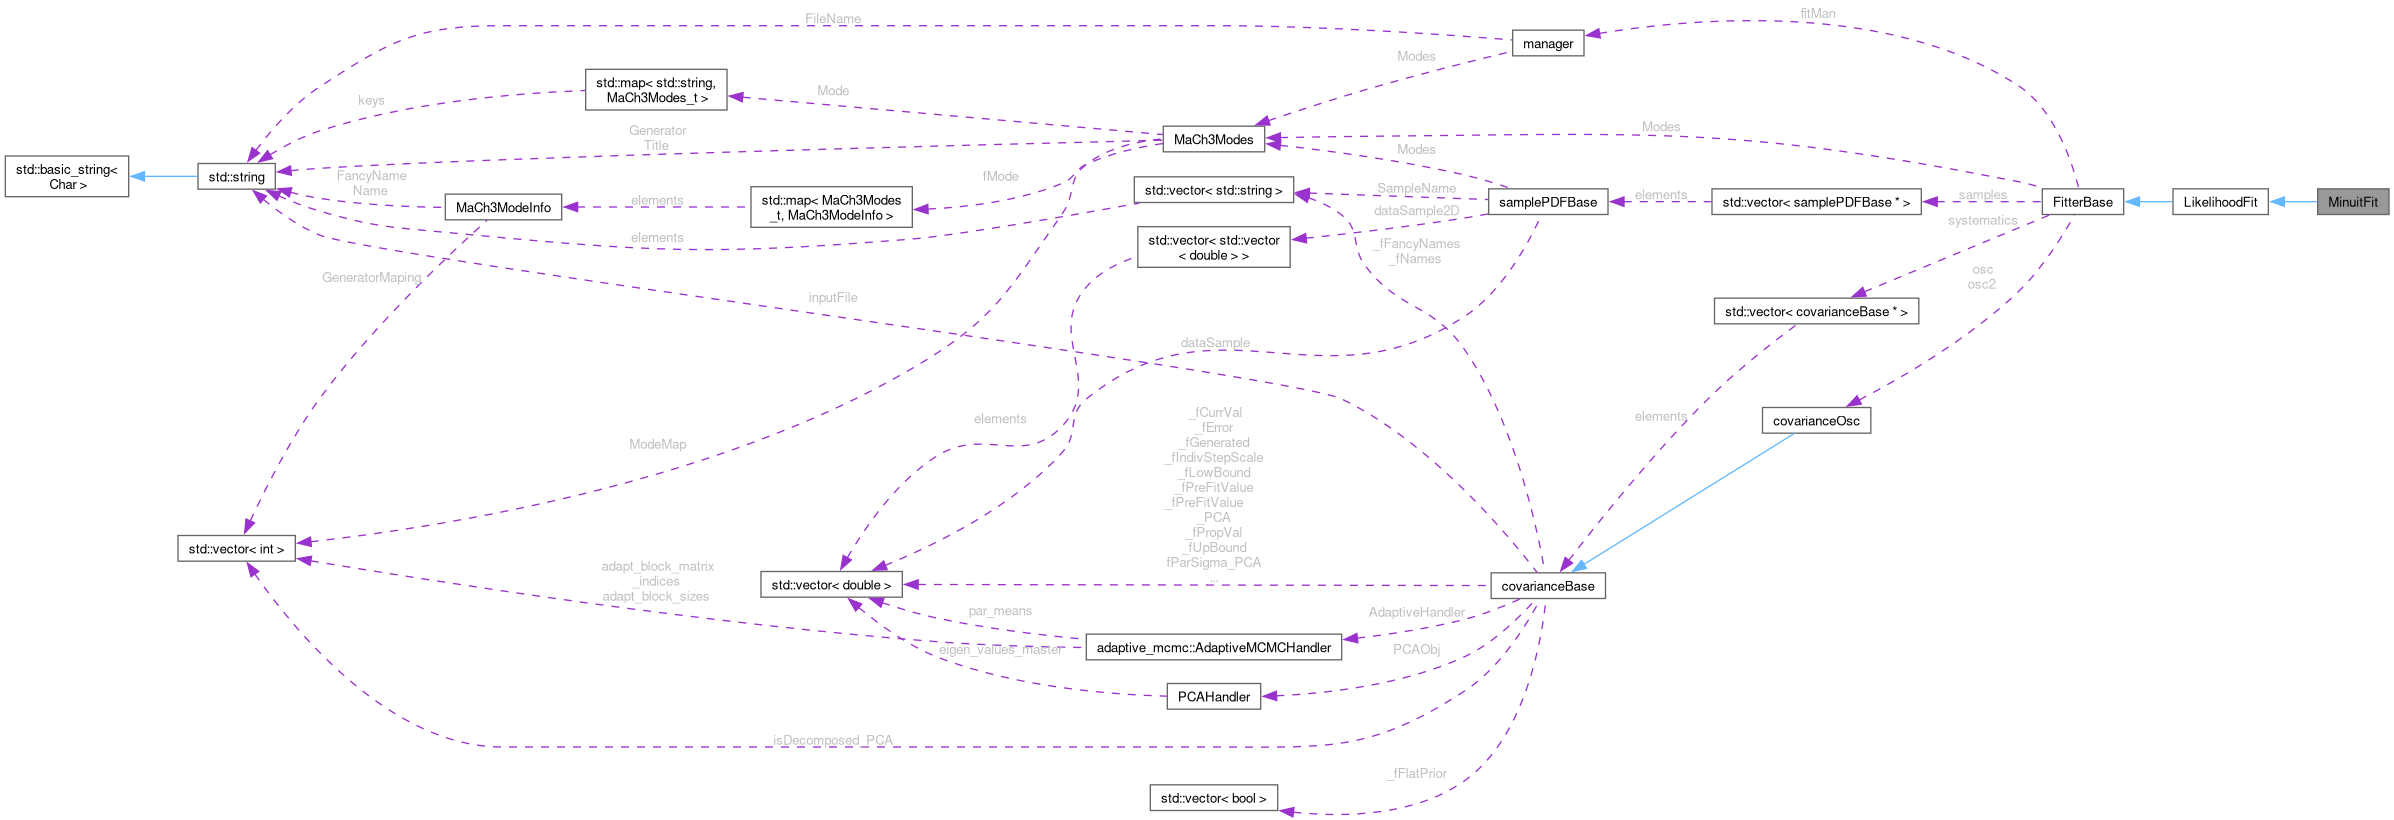 FileName
fitMan
manager
Modes
std::map< std::string,
MaCh3Modes_t >
Mode
keys
Generator
Title
MaCh3Modes
Modes
Modes
std::basic_string<
Char >
std::string
FancyName
Name
MaCh3ModeInfo
elements
std::map< MaCh3Modes
_t, MaCh3ModeInfo >
fMode
std::vector< std::string >
SampleName
samplePDFBase
elements
std::vector< samplePDFBase * >
samples
FitterBase
LikelihoodFit
MinuitFit
dataSample2D
systematics
elements
std::vector< std::vector
< double > >
_fFancyNames
_fNames
GeneratorMaping
inputFile
osc
osc2
std::vector< covarianceBase * >
dataSample
elements
ModeMap
_fCurrVal
_fError
_fGenerated
_fIndivStepScale
_fLowBound
_fPreFitValue
_fPreFitValue
_PCA
_fPropVal
_fUpBound
fParSigma_PCA
...
elements
covarianceOsc
std::vector< int >
adapt_block_matrix
_indices
adapt_block_sizes
std::vector< double >
covarianceBase
par_means
AdaptiveHandler
adaptive_mcmc::AdaptiveMCMCHandler
eigen_values_master
PCAObj
PCAHandler
isDecomposed_PCA
_fFlatPrior
std::vector< bool >